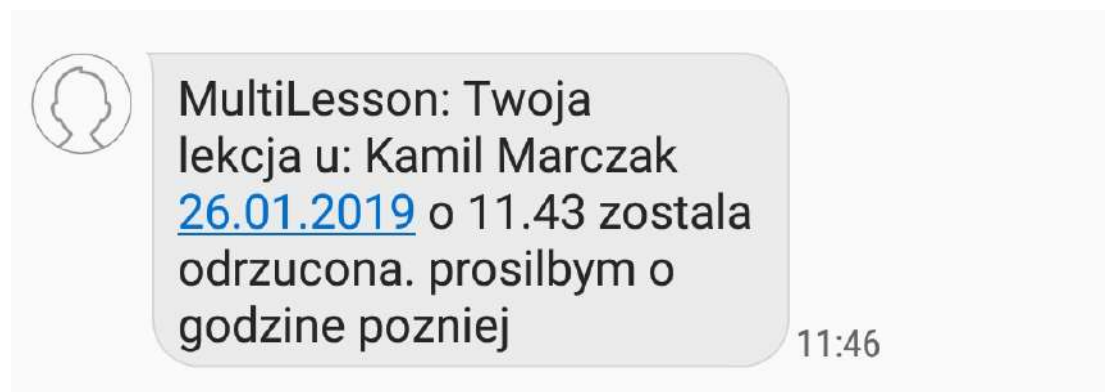 MultiLesson: Twoja
lekcja u: Kamil Marczak
26.01.2019 o 11.43 zostala
odrzucona. prosilbym o
godzine pozniej
11:46